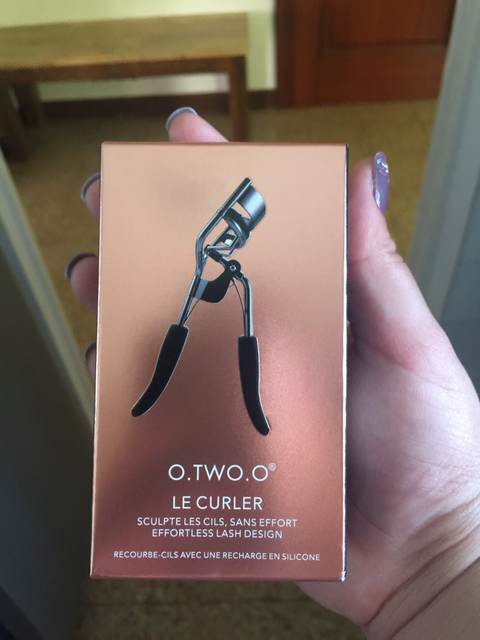 O.TWO.O®
LE CURLER
SCULPTE LES CILS, SANS EFFORT
EFFORTLESS LASH DESIGN
RECOURBE-CILS AVEC UNE RECHARGE EN SILICONE